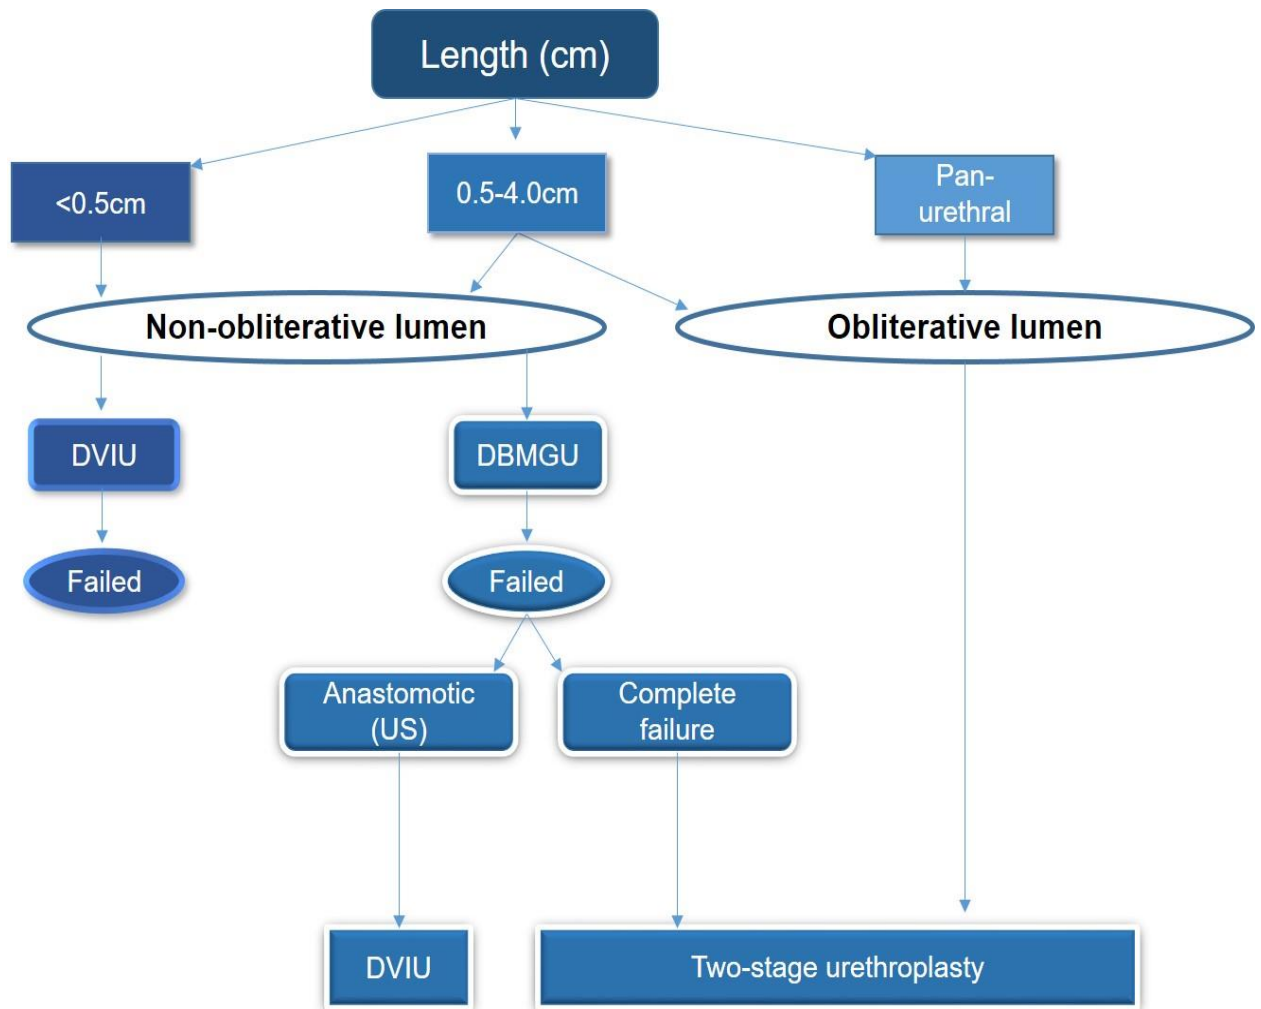 Length (cm)
<0.5cm
0.5-4.0cm
Pan-
urethral
Non-obliterative lumen
Obliterative lumen
DVIU
DBMGU
Failed
Failed
Anastomotic
(US)
Complete
failure
DVIU
Two-stage urethroplasty